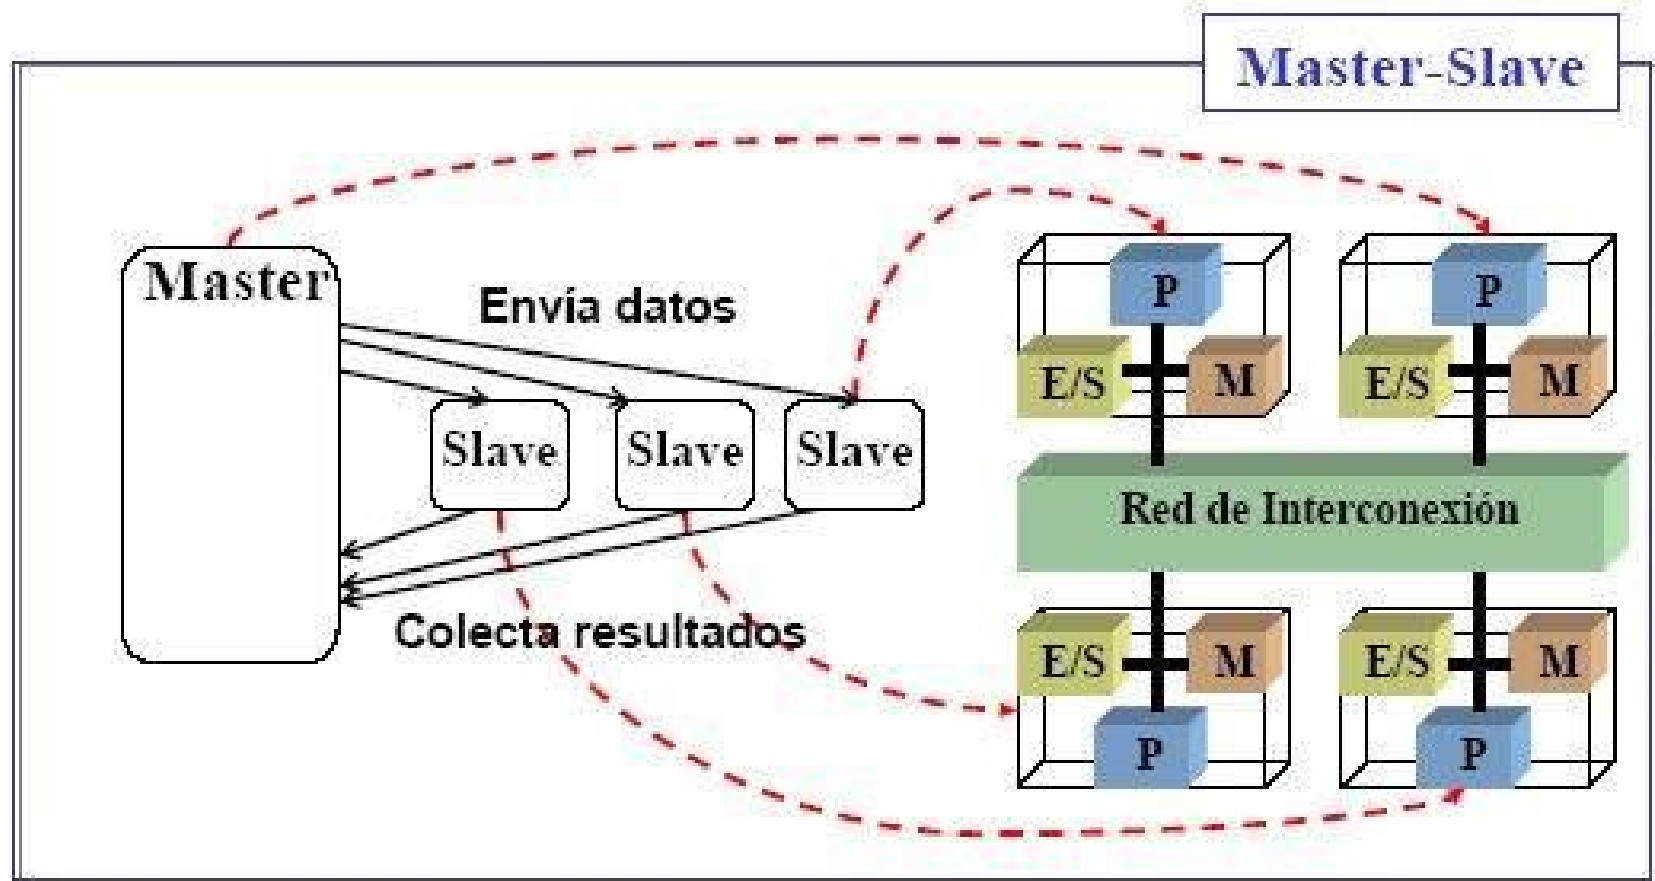 Master-Slave
Master
Envía datos
Slave
Slave
Slave
Colecta resultados
P
E/S
M
P
E/S
M
Red de Interconexión
E/S
M
P
E/S
M
P